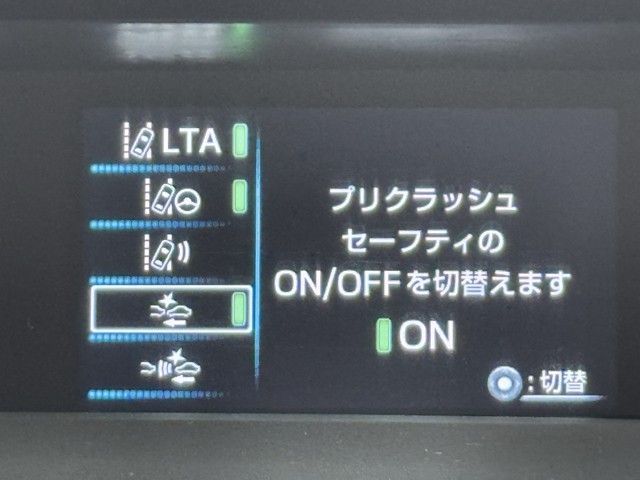 LTA
プリクラッシュ
セーフティの
ON/OFFを切替えます
ON
:切替